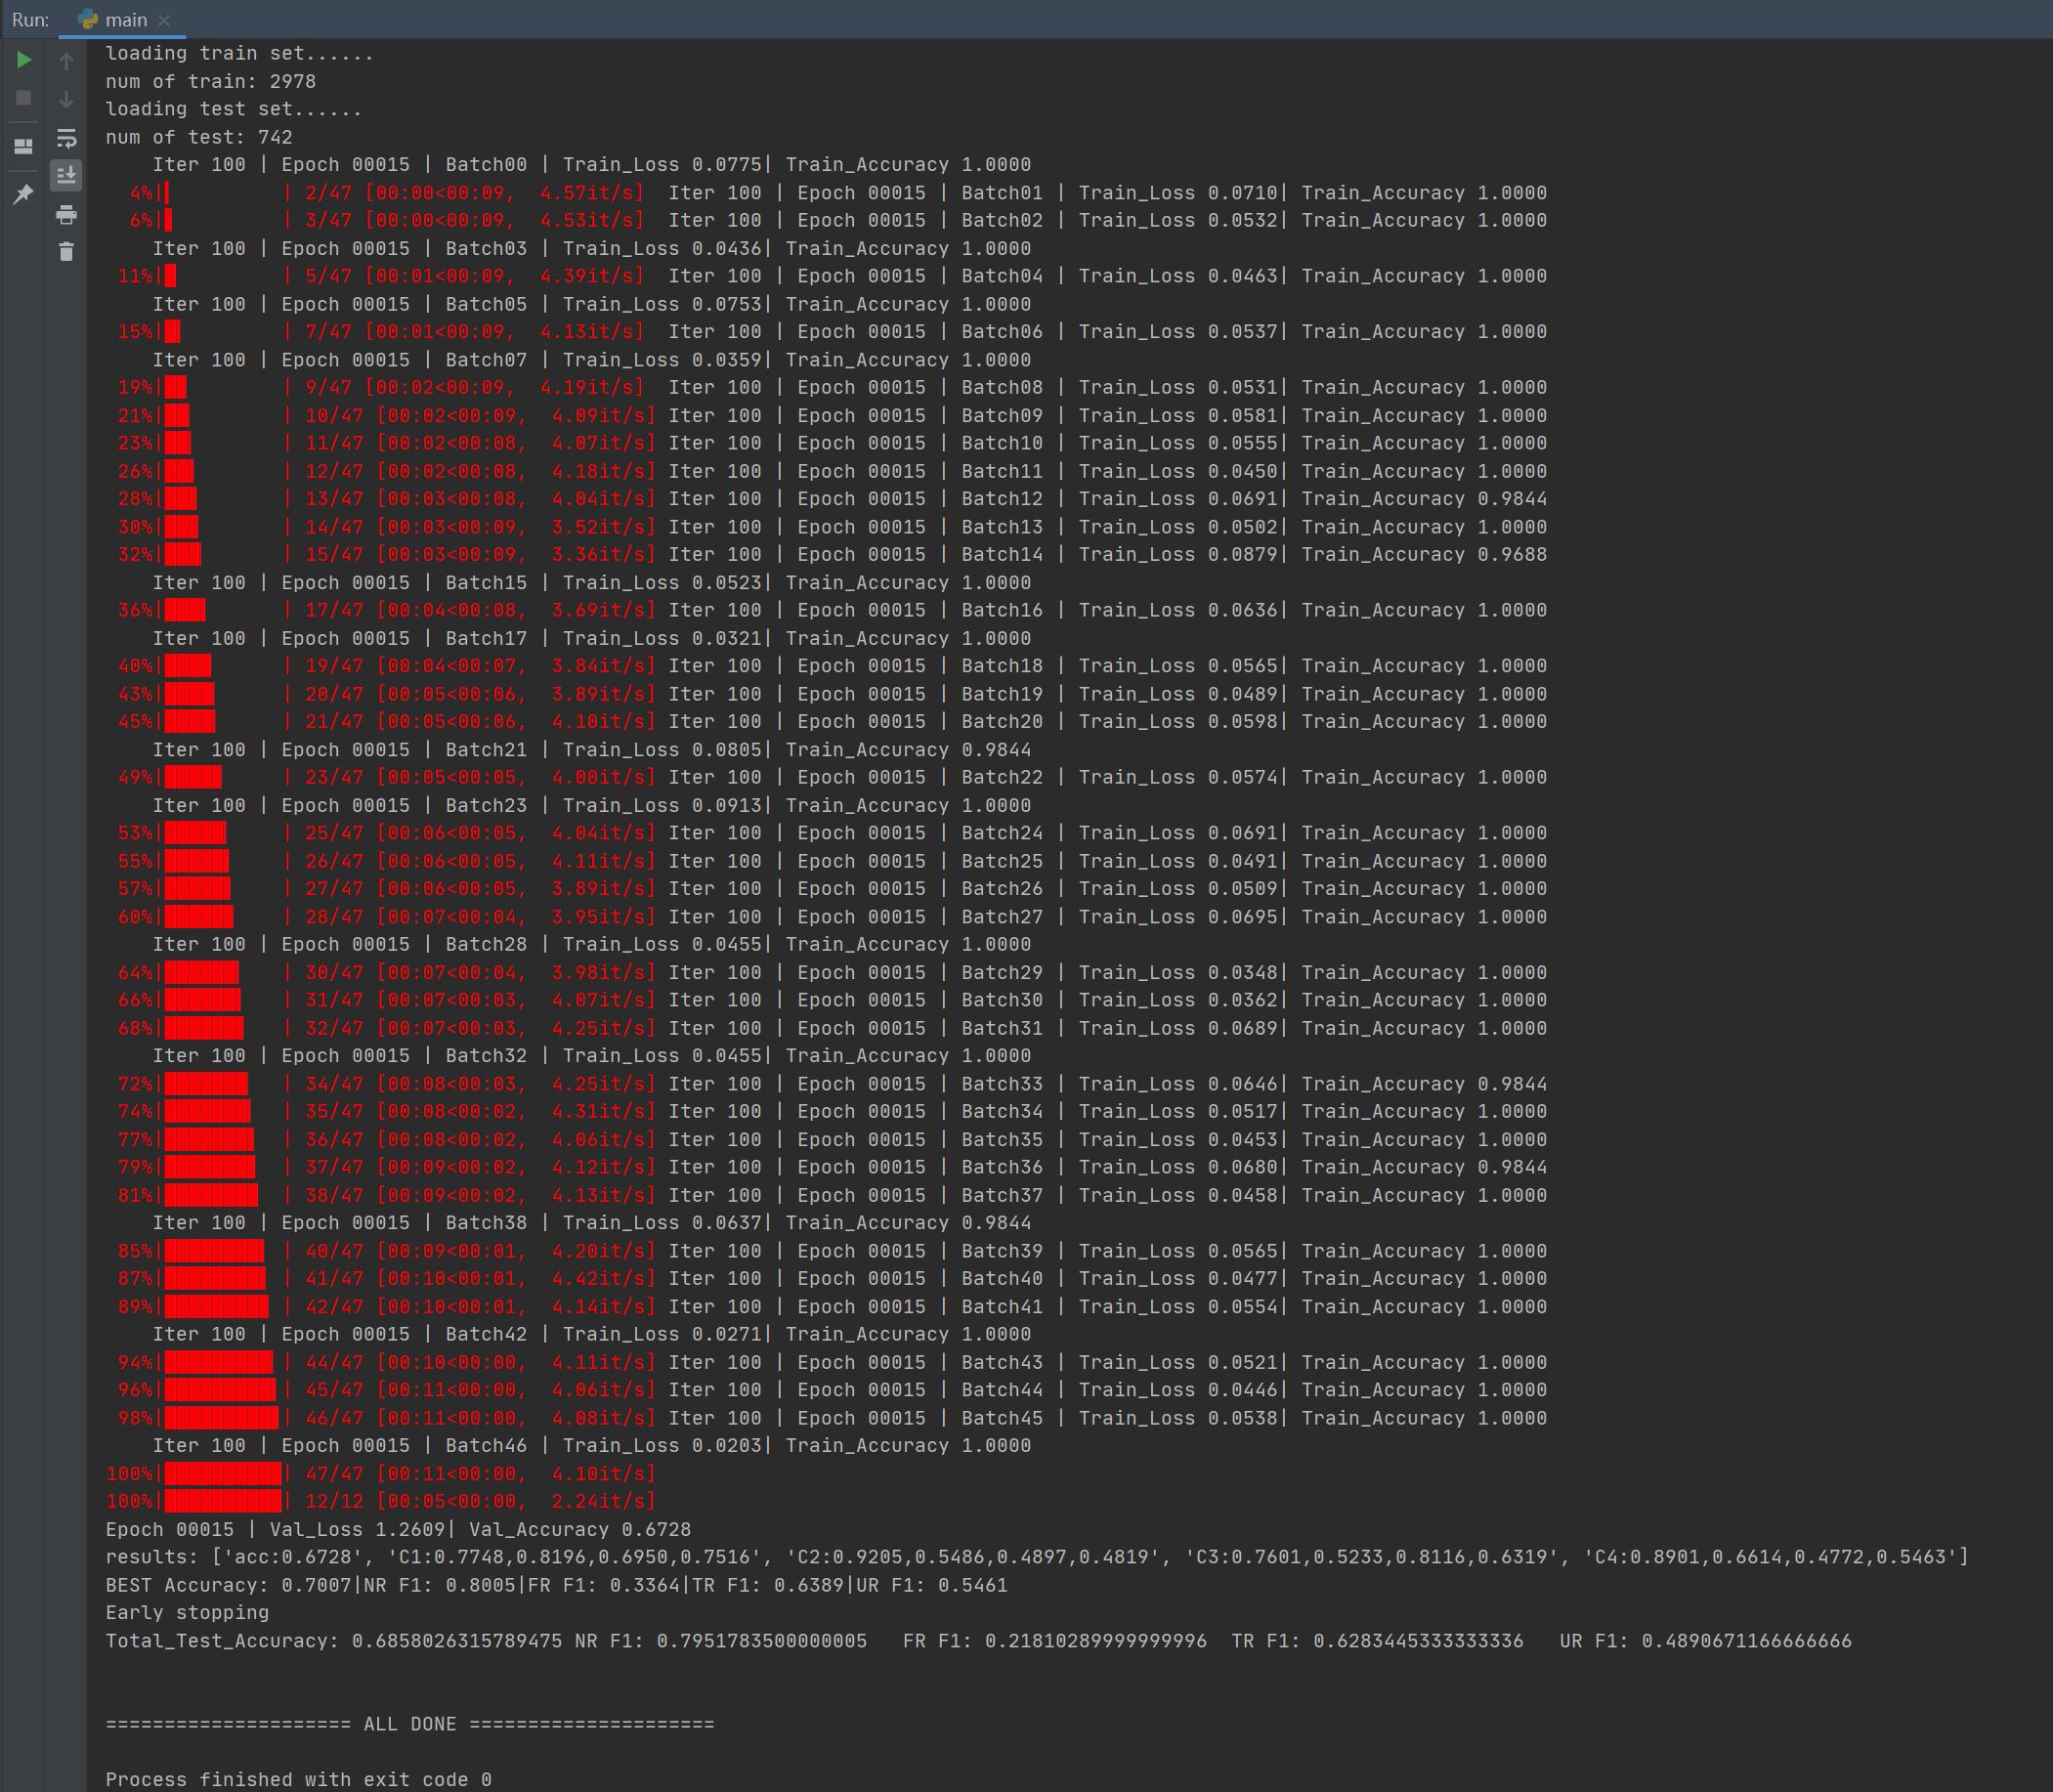 Run: main
loading train set......
num of train: 2978
loading test set......
num of test: 742
Iter 100 | Epoch 00015 | Batch00 | Train_Loss 0.0775| Train_Accuracy 1.0000
4%| | 2/47 [00:00<00:09, 4.57it/s] Iter 100 | Epoch 00015 | Batch01 | Train_Loss 0.0710| Train_Accuracy 1.0000
6%| | 3/47 [00:00<00:09, 4.53it/s] Iter 100 | Epoch 00015 | Batch02 | Train_Loss 0.0532| Train_Accuracy 1.0000
Iter 100 | Epoch 00015 | Batch03 | Train_Loss 0.0436| Train_Accuracy 1.0000
11%| | 5/47 [00:01<00:09, 4.39it/s] Iter 100 | Epoch 00015 | Batch04 | Train_Loss 0.0463| Train_Accuracy 1.0000
Iter 100 | Epoch 00015 | Batch05 | Train_Loss 0.0753| Train_Accuracy 1.0000
15%| | 7/47 [00:01<00:09, 4.13it/s] Iter 100 | Epoch 00015 | Batch06 | Train_Loss 0.0537| Train_Accuracy 1.0000
Iter 100 | Epoch 00015 | Batch07 | Train_Loss 0.0359| Train_Accuracy 1.0000
19%| | 9/47 [00:02<00:09, 4.19it/s] Iter 100 | Epoch 00015 | Batch08 | Train_Loss 0.0531| Train_Accuracy 1.0000
21%| | 10/47 [00:02<00:09, 4.09it/s] Iter 100 | Epoch 00015 | Batch09 | Train_Loss 0.0581| Train_Accuracy 1.0000
23%| | 11/47 [00:02<00:08, 4.07it/s] Iter 100 | Epoch 00015 | Batch10 | Train_Loss 0.0555| Train_Accuracy 1.0000
26%| | 12/47 [00:02<00:08, 4.18it/s] Iter 100 | Epoch 00015 | Batch11 | Train_Loss 0.0450| Train_Accuracy 1.0000
28%| | 13/47 [00:03<00:08, 4.04it/s] Iter 100 | Epoch 00015 | Batch12 | Train_Loss 0.0691| Train_Accuracy 0.9844
30%| | 14/47 [00:03<00:09, 3.52it/s] Iter 100 | Epoch 00015 | Batch13 | Train_Loss 0.0502| Train_Accuracy 1.0000
32%| | 15/47 [00:03<00:09, 3.36it/s] Iter 100 | Epoch 00015 | Batch14 | Train_Loss 0.0879| Train_Accuracy 0.9688
Iter 100 | Epoch 00015 | Batch15 | Train_Loss 0.0523| Train_Accuracy 1.0000
36%| | 17/47 [00:04<00:08, 3.69it/s] Iter 100 | Epoch 00015 | Batch16 | Train_Loss 0.0636| Train_Accuracy 1.0000
Iter 100 | Epoch 00015 | Batch17 | Train_Loss 0.0321| Train_Accuracy 1.0000
40%| | 19/47 [00:04<00:07, 3.84it/s] Iter 100 | Epoch 00015 | Batch18 | Train_Loss 0.0565| Train_Accuracy 1.0000
43%| | 20/47 [00:05<00:06, 3.89it/s] Iter 100 | Epoch 00015 | Batch19 | Train_Loss 0.0489| Train_Accuracy 1.0000
45%| | 21/47 [00:05<00:06, 4.10it/s] Iter 100 | Epoch 00015 | Batch20 | Train_Loss 0.0598| Train_Accuracy 1.0000
Iter 100 | Epoch 00015 | Batch21 | Train_Loss 0.0805| Train_Accuracy 0.9844
49%| | 23/47 [00:05<00:05, 4.00it/s] Iter 100 | Epoch 00015 | Batch22 | Train_Loss 0.0574| Train_Accuracy 1.0000
Iter 100 | Epoch 00015 | Batch23 | Train_Loss 0.0913| Train_Accuracy 1.0000
53%| | 25/47 [00:06<00:05, 4.04it/s] Iter 100 | Epoch 00015 | Batch24 | Train_Loss 0.0691| Train_Accuracy 1.0000
55%| | 26/47 [00:06<00:05, 4.11it/s] Iter 100 | Epoch 00015 | Batch25 | Train_Loss 0.0491| Train_Accuracy 1.0000
57%| | 27/47 [00:06<00:05, 3.89it/s] Iter 100 | Epoch 00015 | Batch26 | Train_Loss 0.0509| Train_Accuracy 1.0000
60%| | 28/47 [00:07<00:04, 3.95it/s] Iter 100 | Epoch 00015 | Batch27 | Train_Loss 0.0695| Train_Accuracy 1.0000
Iter 100 | Epoch 00015 | Batch28 | Train_Loss 0.0455| Train_Accuracy 1.0000
64%| | 30/47 [00:07<00:04, 3.98it/s] Iter 100 | Epoch 00015 | Batch29 | Train_Loss 0.0348| Train_Accuracy 1.0000
66%| | 31/47 [00:07<00:03, 4.07it/s] Iter 100 | Epoch 00015 | Batch30 | Train_Loss 0.0362| Train_Accuracy 1.0000
68%| | 32/47 [00:07<00:03, 4.25it/s] Iter 100 | Epoch 00015 | Batch31 | Train_Loss 0.0689| Train_Accuracy 1.0000
Iter 100 | Epoch 00015 | Batch32 | Train_Loss 0.0455| Train_Accuracy 1.0000
72%| | 34/47 [00:08<00:03, 4.25it/s] Iter 100 | Epoch 00015 | Batch33 | Train_Loss 0.0646| Train_Accuracy 0.9844
74%| | 35/47 [00:08<00:02, 4.31it/s] Iter 100 | Epoch 00015 | Batch34 | Train_Loss 0.0517| Train_Accuracy 1.0000
77%| | 36/47 [00:08<00:02, 4.06it/s] Iter 100 | Epoch 00015 | Batch35 | Train_Loss 0.0453| Train_Accuracy 1.0000
79%| | 37/47 [00:09<00:02, 4.12it/s] Iter 100 | Epoch 00015 | Batch36 | Train_Loss 0.0680| Train_Accuracy 0.9844
81%| | 38/47 [00:09<00:02, 4.13it/s] Iter 100 | Epoch 00015 | Batch37 | Train_Loss 0.0458| Train_Accuracy 1.0000
Iter 100 | Epoch 00015 | Batch38 | Train_Loss 0.0637| Train_Accuracy 0.9844
85%| | 40/47 [00:09<00:01, 4.20it/s] Iter 100 | Epoch 00015 | Batch39 | Train_Loss 0.0565| Train_Accuracy 1.0000
87%| | 41/47 [00:10<00:01, 4.42it/s] Iter 100 | Epoch 00015 | Batch40 | Train_Loss 0.0477| Train_Accuracy 1.0000
89%| | 42/47 [00:10<00:01, 4.14it/s] Iter 100 | Epoch 00015 | Batch41 | Train_Loss 0.0554| Train_Accuracy 1.0000
Iter 100 | Epoch 00015 | Batch42 | Train_Loss 0.0271| Train_Accuracy 1.0000
94%| | 44/47 [00:10<00:00, 4.11it/s] Iter 100 | Epoch 00015 | Batch43 | Train_Loss 0.0521| Train_Accuracy 1.0000
96%| | 45/47 [00:11<00:00, 4.06it/s] Iter 100 | Epoch 00015 | Batch44 | Train_Loss 0.0446| Train_Accuracy 1.0000
98%| | 46/47 [00:11<00:00, 4.08it/s] Iter 100 | Epoch 00015 | Batch45 | Train_Loss 0.0538| Train_Accuracy 1.0000
Iter 100 | Epoch 00015 | Batch46 | Train_Loss 0.0203| Train_Accuracy 1.0000
100%| | 47/47 [00:11<00:00, 4.10it/s]
100%| | 12/12 [00:05<00:00, 2.24it/s]
Epoch 00015 | Val_Loss 1.2609| Val_Accuracy 0.6728
results: ['acc:0.6728', 'C1:0.7748,0.8196,0.6950,0.7516', 'C2:0.9205,0.5486,0.4897,0.4819', 'C3:0.7601,0.5233,0.8116,0.6319', 'C4:0.8901,0.6614,0.4772,0.5463']
BEST Accuracy: 0.7007|NR F1: 0.8005|FR F1: 0.3364|TR F1: 0.6389|UR F1: 0.5461
Early stopping
Total_Test_Accuracy: 0.6858026315789475 NR F1: 0.7951783500000005 FR F1: 0.21810289999999996 TR F1: 0.6283445333333336 UR F1: 0.4890671166666666
===================== ALL DONE =====================
Process finished with exit code 0